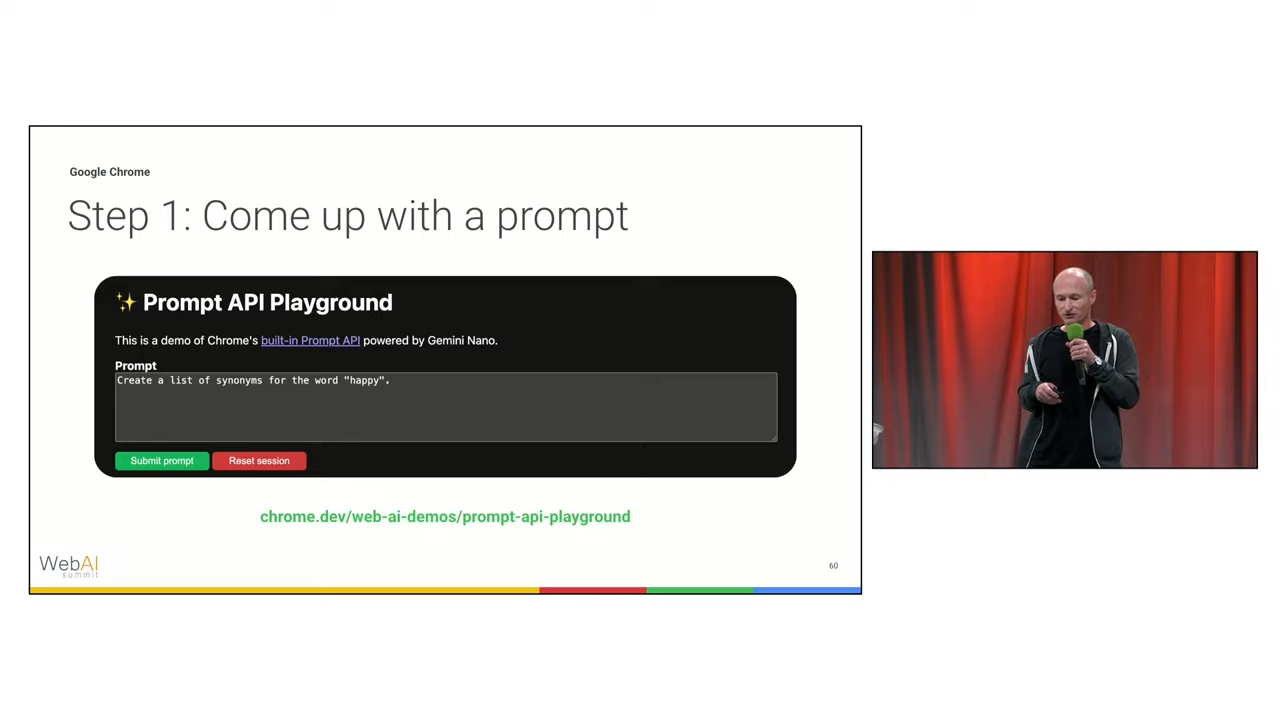 Google Chrome
Step 1: Come up with a prompt
✨ Prompt API Playground
This is a demo of Chrome's built-in Prompt API powered by Gemini Nano.
Prompt
Create a list of synonyms for the word "happy".
Submit prompt
Reset session
chrome.dev/web-ai-demos/prompt-api-playground
WebAI
summit
60